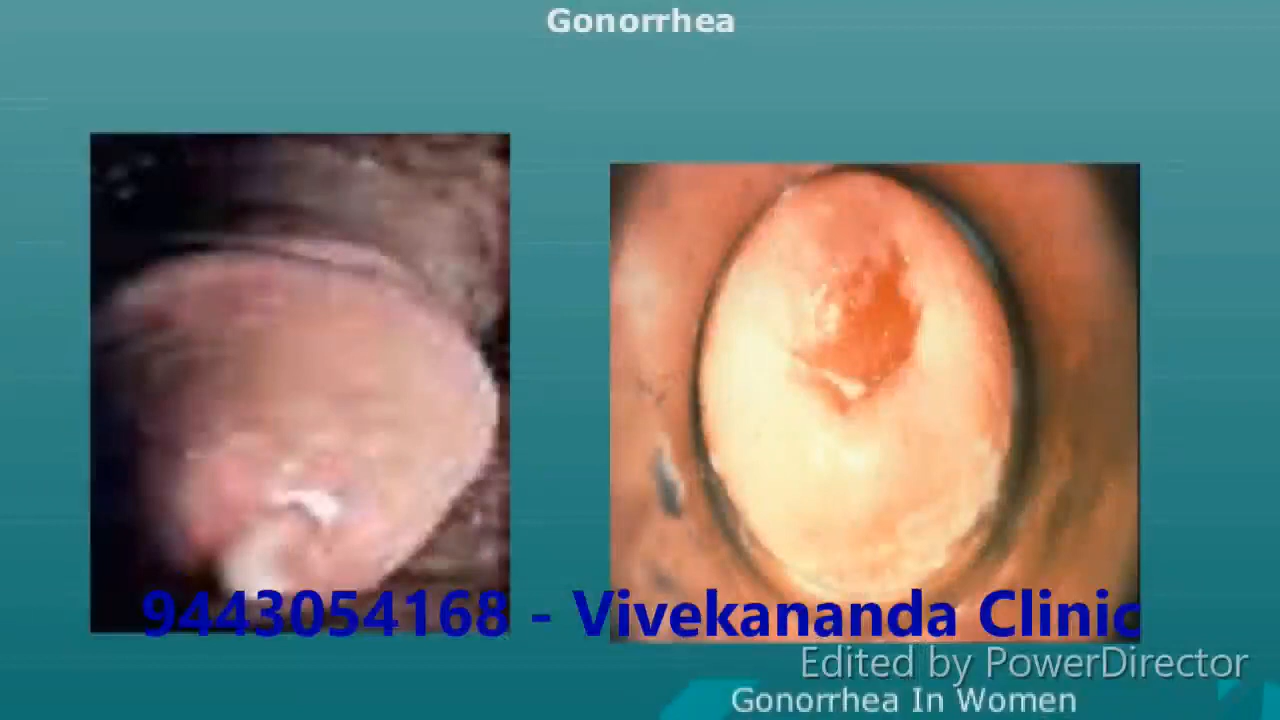 Gonorrhea
9443054168 - Vivekananda Clinic
Edited by PowerDirector
Gonorrhea In Women